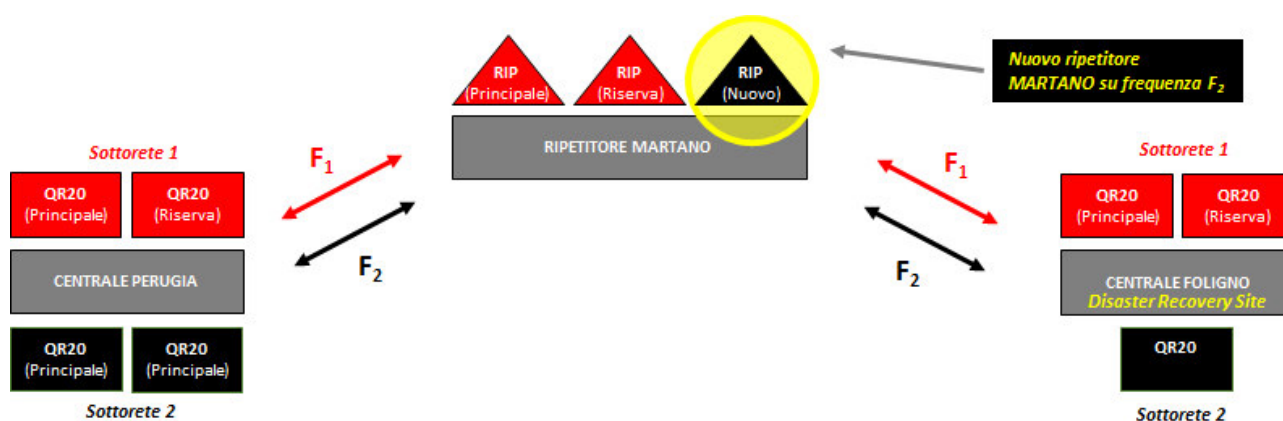 RIP
(Principale)
RIP
(Riserva)
RIP
(Nuovo)
Nuovo ripetitore
MARTANO su frequenza F₂
RIPETITORE MARTANO
Sottorete 1
QR20
(Principale)
QR20
(Riserva)
CENTRALE PERUGIA
QR20
(Principale)
QR20
(Principale)
Sottorete 2
F₁
F₂
F₁
F₂
Sottorete 1
QR20
(Principale)
QR20
(Riserva)
CENTRALE FOLIGNO
Disaster Recovery Site
QR20
Sottorete 2